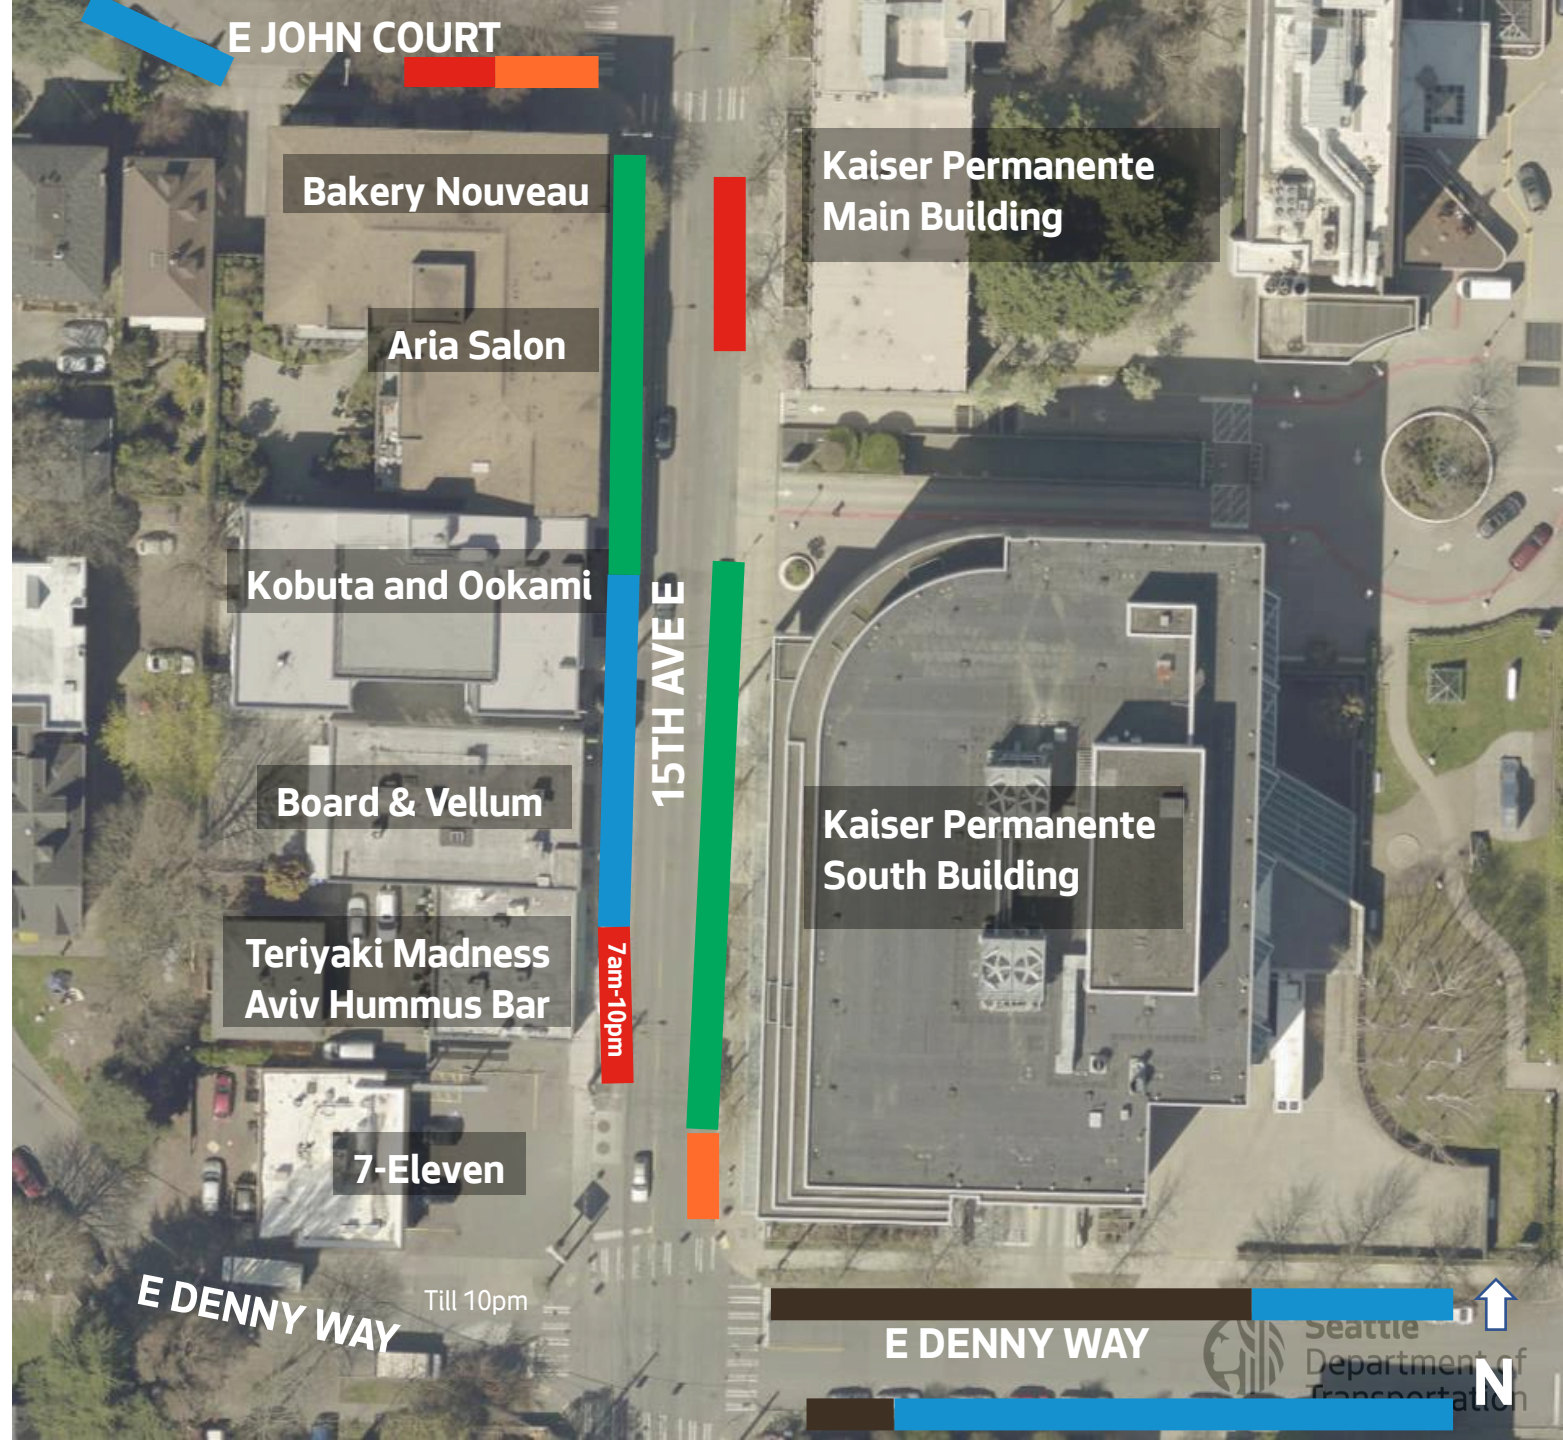 E JOHN COURT
Bakery Nouveau
Kaiser Permanente
Main Building
Aria Salon
Kobuta and Ookami
15TH AVE E
Board & Vellum
Kaiser Permanente
South Building
Teriyaki Madness
Aviv Hummus Bar
7am-10pm
7-Eleven
E DENNY WAY
Till 10pm
E DENNY WAY
Seattle
Department of
Transportation
N